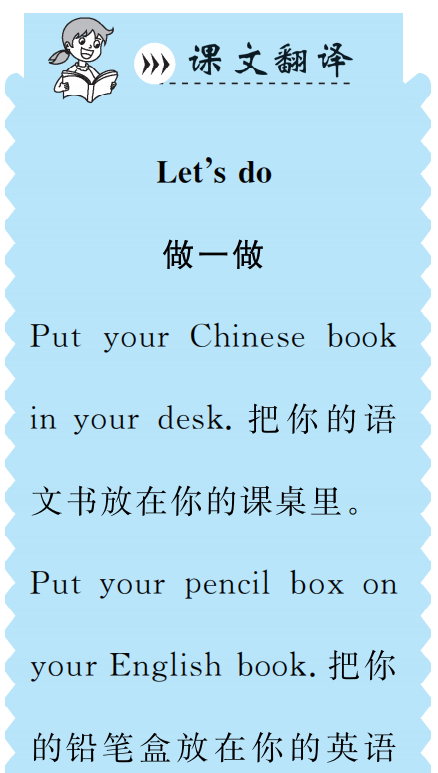 课文翻译
Let's do
做一做
Put your Chinese book
in your desk. 把你的语
文书放在你的课桌里。
Put your pencil box on
your English book. 把你
的铅笔盒放在你的英语